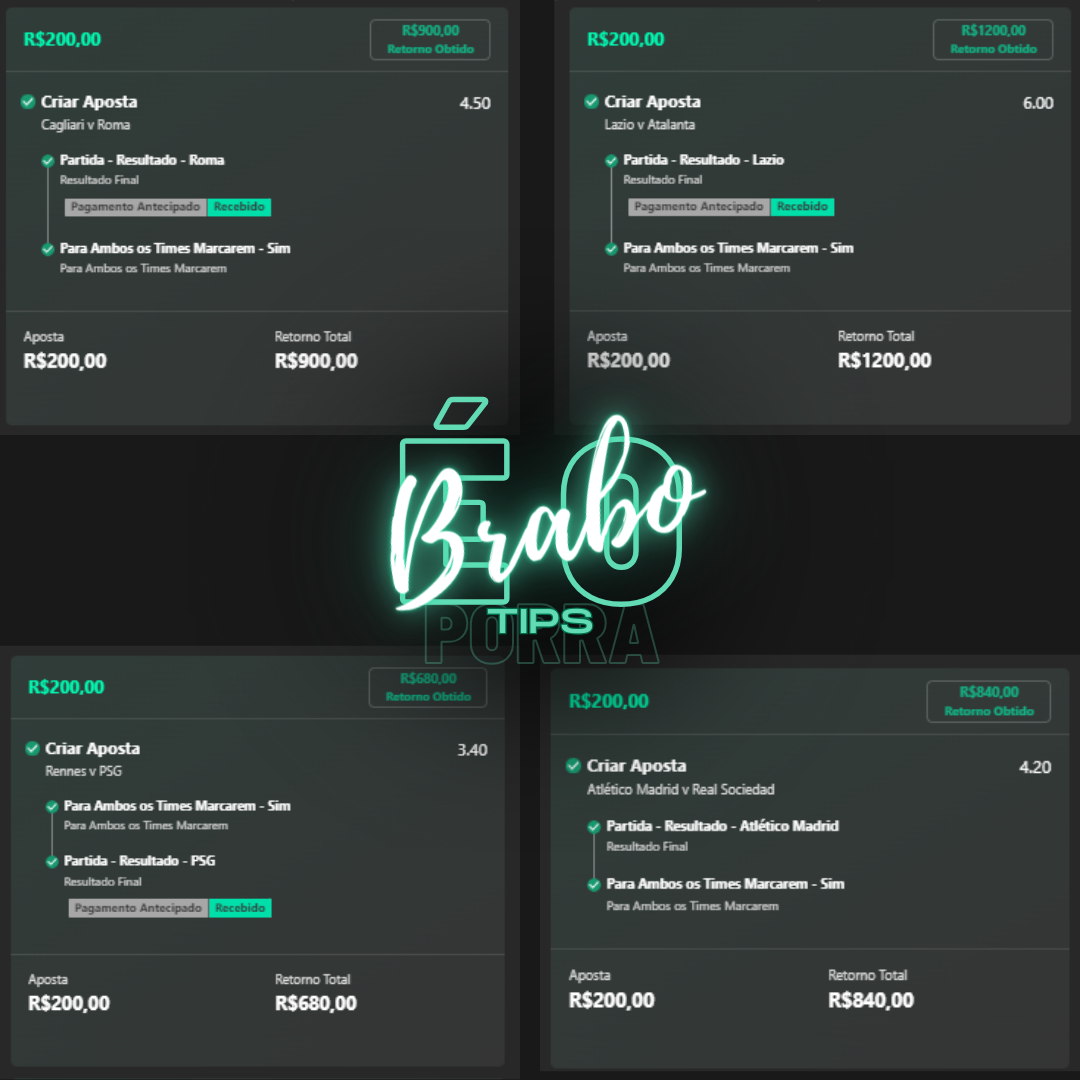 R$200,00
R$900,00
Retorno Obtido
Criar Aposta
4.50
Cagliari v Roma
Partida - Resultado - Roma
Resultado Final
Pagamento Antecipado Recebido
Para Ambos os Times Marcarem - Sim
Para Ambos os Times Marcarem
Aposta
Retorno Total
R$200,00
R$900,00
R$200,00
R$1200,00
Retorno Obtido
Criar Aposta
6.00
Lazio v Atalanta
Partida - Resultado - Lazio
Resultado Final
Pagamento Antecipado Recebido
Para Ambos os Times Marcarem - Sim
Para Ambos os Times Marcarem
Aposta
Retorno Total
R$200,00
R$1200,00
É O
Brabo
TIPS
PORRA
R$200,00
R$680,00
Retorno Obtido
Criar Aposta
3.40
Rennes v PSG
Para Ambos os Times Marcarem - Sim
Para Ambos os Times Marcarem
Partida - Resultado - PSG
Resultado Final
Pagamento Antecipado Recebido
Aposta
Retorno Total
R$200,00
R$680,00
R$200,00
R$840,00
Retorno Obtido
Criar Aposta
4.20
Atlético Madrid v Real Sociedad
Partida - Resultado - Atlético Madrid
Resultado Final
Para Ambos os Times Marcarem - Sim
Para Ambos os Times Marcarem
Aposta
Retorno Total
R$200,00
R$840,00